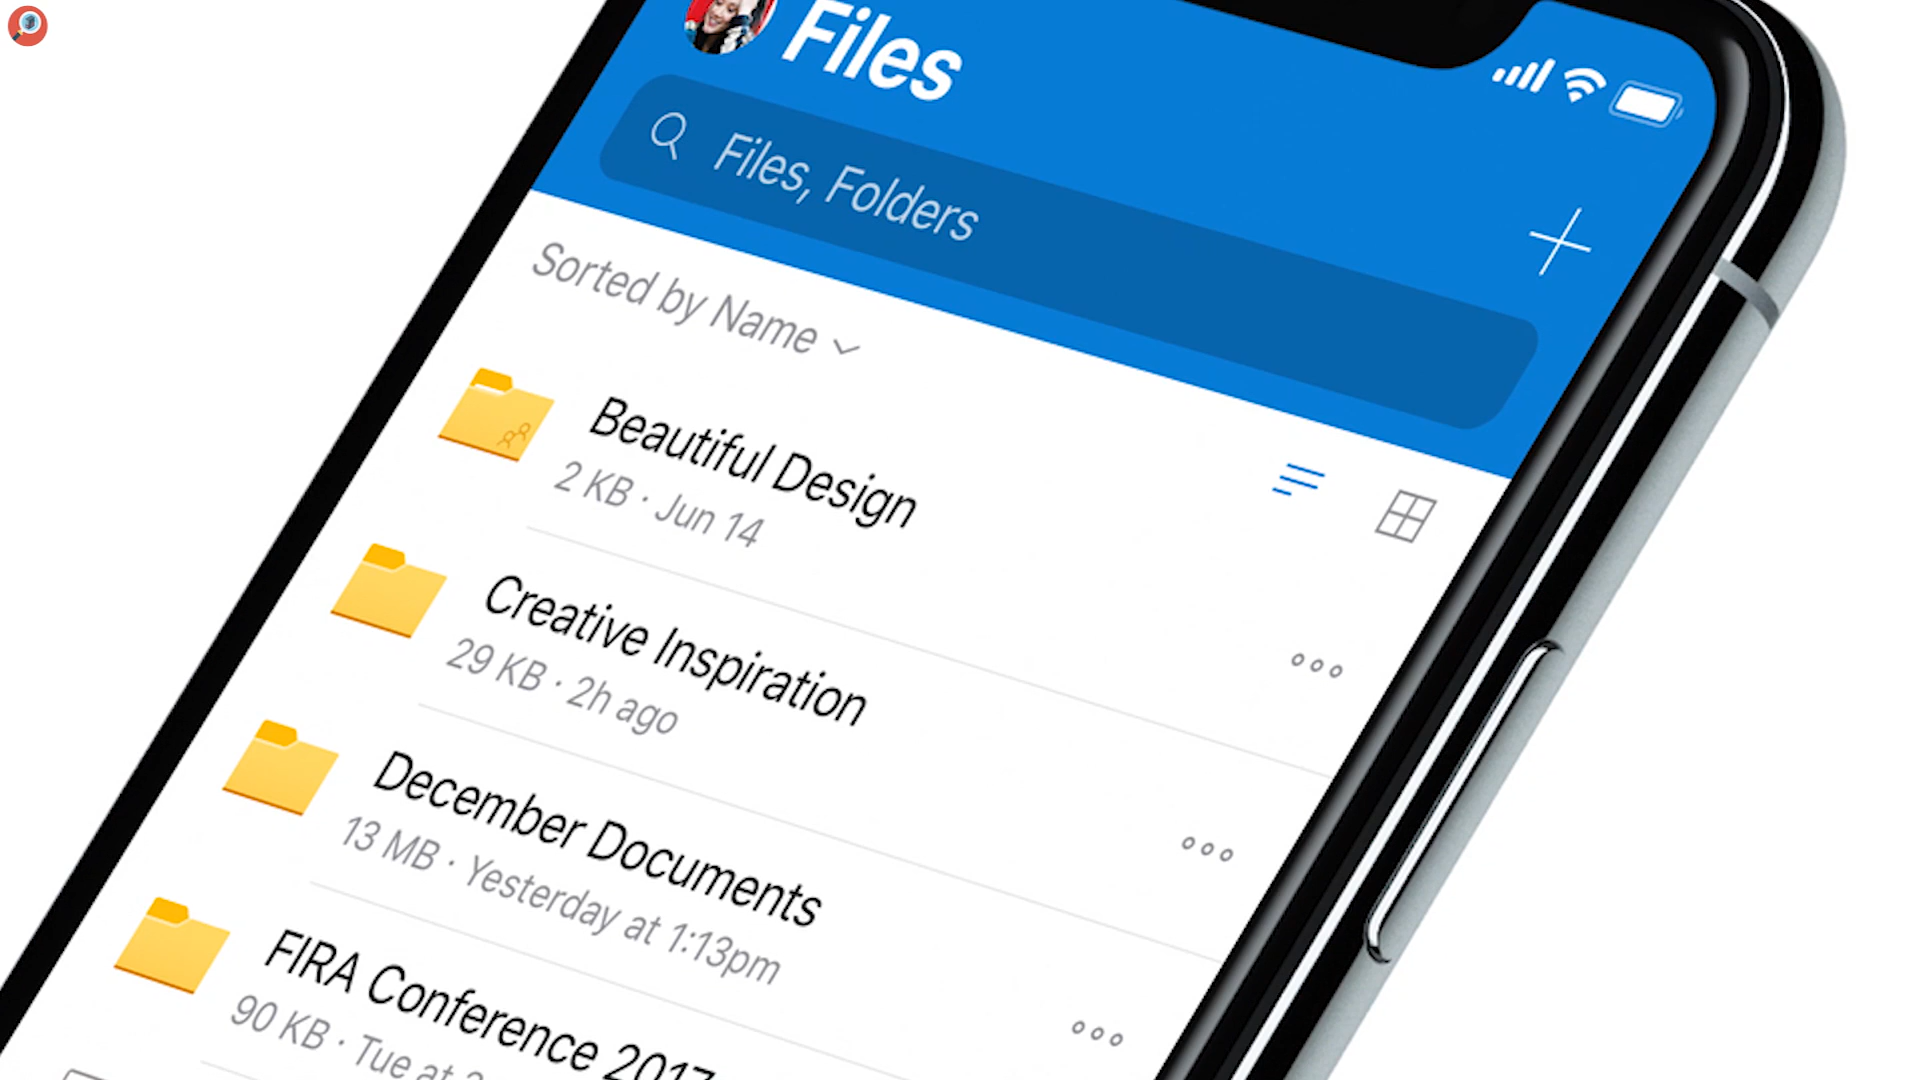 Files
Files, Folders
Sorted by Name
Beautiful Design
2 KB · Jun 14
Creative Inspiration
29 KB · 2h ago
December Documents
13 MB · Yesterday at 1:13pm
FIRA Conference 2017
90 KB · Tue at